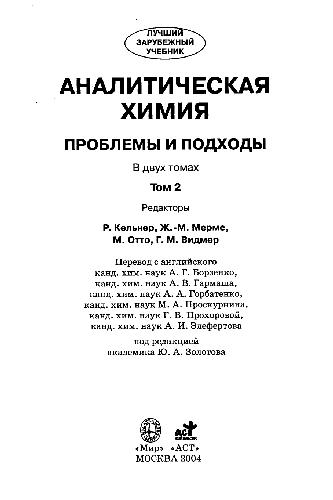 ЛУЧШИЙ
ЗАРУБЕЖНЫЙ
УЧЕБНИК
АНАЛИТИЧЕСКАЯ
ХИМИЯ
ПРОБЛЕМЫ И ПОДХОДЫ
В двух томах
Том 2
Редакторы
Р. Кельнер, Ж.-М. Мерме,
М. Отто, Г. М. Видмер
Перевод с английского
канд. хим. наук А. Г. Борзенко,
канд. хим. наук А. В. Гармаша,
канд. хим. наук А. А. Горбатенко,
канд. хим. наук М. А. Проскурнина,
канд. хим. наук Г. В. Прохоровой,
канд. хим. наук А. И. Элефертова
под редакцией
академика Ю. А. Золотова
аст
«Мир» «АСТ»
МОСКВА 2004